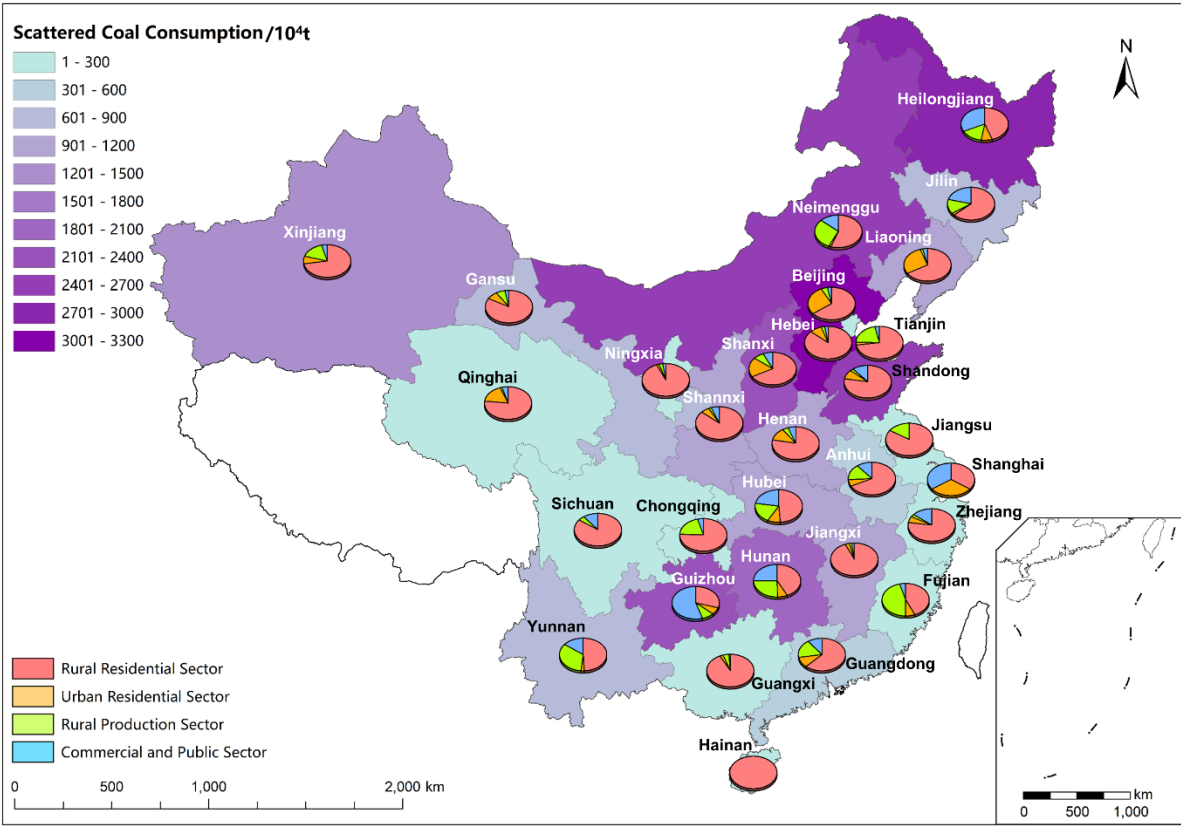 Scattered Coal Consumption/10⁴t
1 - 300
301 - 600
601 - 900
901 - 1200
1201 - 1500
1501 - 1800
1801 - 2100
2101 - 2400
2401 - 2700
2701 - 3000
3001 - 3300
N
Heilongjiang
Jilin
Neimenggu
Liaoning
Xinjiang
Gansu
Beijing
Hebei
Tianjin
Shanxi
Ningxia
Shandong
Qinghai
Shannxi
Henan
Jiangsu
Anhui
Shanghai
Hubei
Sichuan
Chongqing
Zhejiang
Jiangxi
Hunan
Guizhou
Fujian
Yunnan
Guangdong
Guangxi
Hainan
Rural Residential Sector
Urban Residential Sector
Rural Production Sector
Commercial and Public Sector
0 500 1,000 2,000 km
km
0 500 1,000